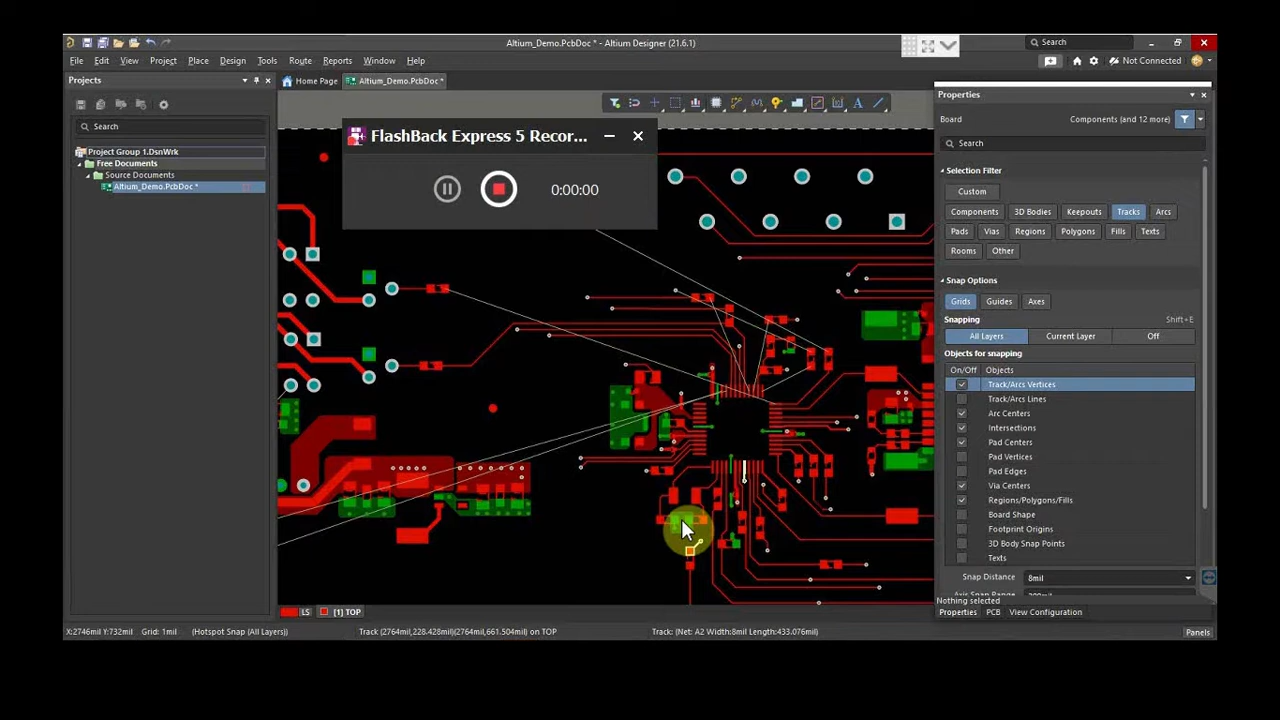 Altium_Demo.PcbDoc * - Altium Designer (21.6.1)
Search
File Edit View Project Place Design Tools Route Reports Window Help
Not Connected
Projects
Home Pages
Altium_Demo.PcbDoc *
Search
Project Group 1.DsnWrk
Free Documents
Source Documents
Altium_Demo.PcbDoc *
FlashBack Express 5 Recor...
0:00:00
Properties
Board
Components (and 12 more)
Search
Selection Filter
Custom
Components 3D Bodies Keepouts Tracks Arcs
Pads Vias Regions Polygons Fills Texts
Rooms Other
Snap Options
Grids Guides Axes
Snapping Shift+E
All Layers Current Layer Off
Objects for snapping
On/Off Objects
Track/Arcs Vertices
Track/Arcs Lines
Arc Centers
Intersections
Pad Centers
Pad Vertices
Pad Edges
Via Centers
Regions/Polygons/Fills
Board Shape
Footprint Origins
3D Body Snap Points
Texts
Snap Distance 8mil
Nothing selected
Properties PCB View Configuration
LS [1] TOP
X:2746mil Y:732mil Grid: 1mil (Hotspot Snap (All Layers))
Track (2764mil,228.428mil)(2764mil,661.504mil) on TOP
Track: (Net: A2 Width:8mil Length:433.076mil)
Panels